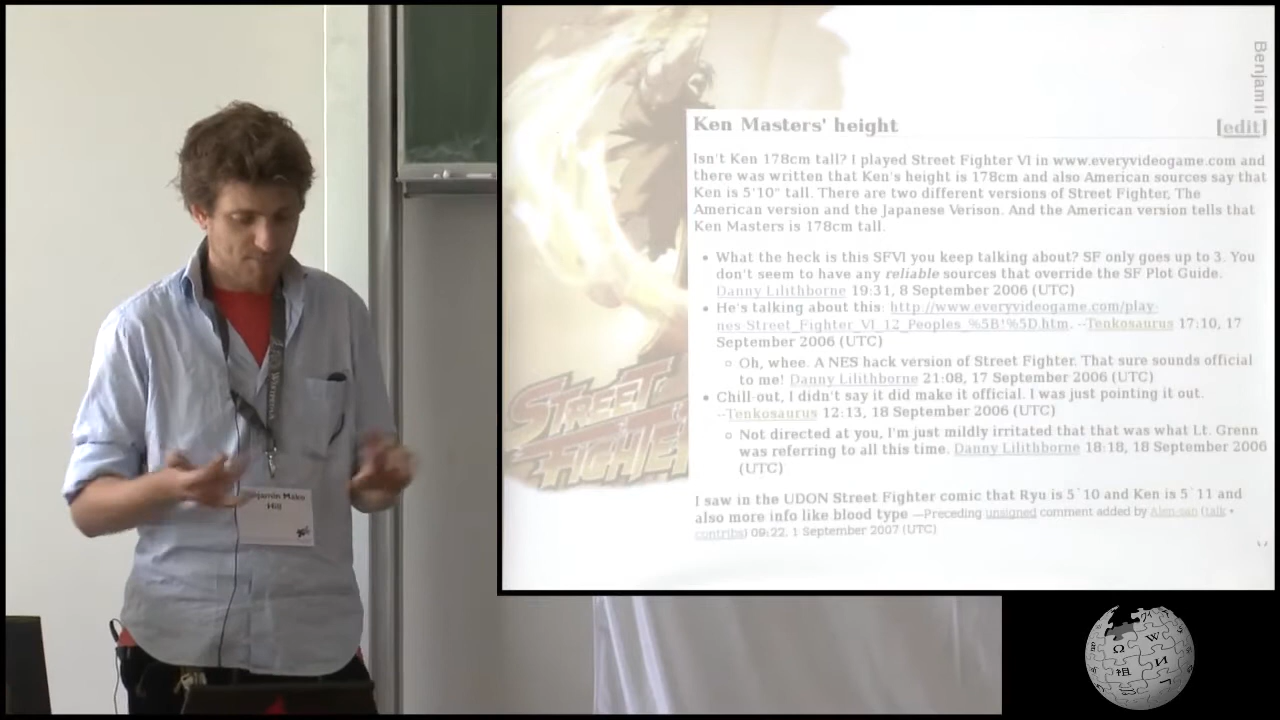 Benjamin Mako
Hill
Benjamin
Ken Masters' height
[edit]
Isn't Ken 178cm tall? I played Street Fighter VI in www.everyvideogame.com and
there was written that Ken's height is 178cm and also American sources say that
Ken is 5'10" tall. There are two different versions of Street Fighter, The
American version and the Japanese Verison. And the American version tells that
Ken Masters is 178cm tall.
• What the heck is this SFVI you keep talking about? SF only goes up to 3. You
don't seem to have any reliable sources that override the SF Plot Guide.
Danny Lilithborne 19:31, 8 September 2006 (UTC)
• He's talking about this: http://www.everyvideogame.com/play-
nes-Street_Fighter_VI_12_Peoples_%5B!%5D.htm. --Tenkosaurus 17:10, 17
September 2006 (UTC)
Oh, whee. A NES hack version of Street Fighter. That sure sounds official
to me! Danny Lilithborne 21:08, 17 September 2006 (UTC)
• Chill-out, I didn't say it did make it official. I was just pointing it out.
--Tenkosaurus 12:13, 18 September 2006 (UTC)
Not directed at you, I'm just mildly irritated that that was what Lt. Grenn
was referring to all this time. Danny Lilithborne 18:18, 18 September 2006
(UTC)
I saw in the UDON Street Fighter comic that Ryu is 5`10 and Ken is 5`11 and
also more info like blood type —Preceding unsigned comment added by Alen-san (talk •
contribs) 09:22, 1 September 2007 (UTC)
STREET
FIGHTER
Ω W И 祖